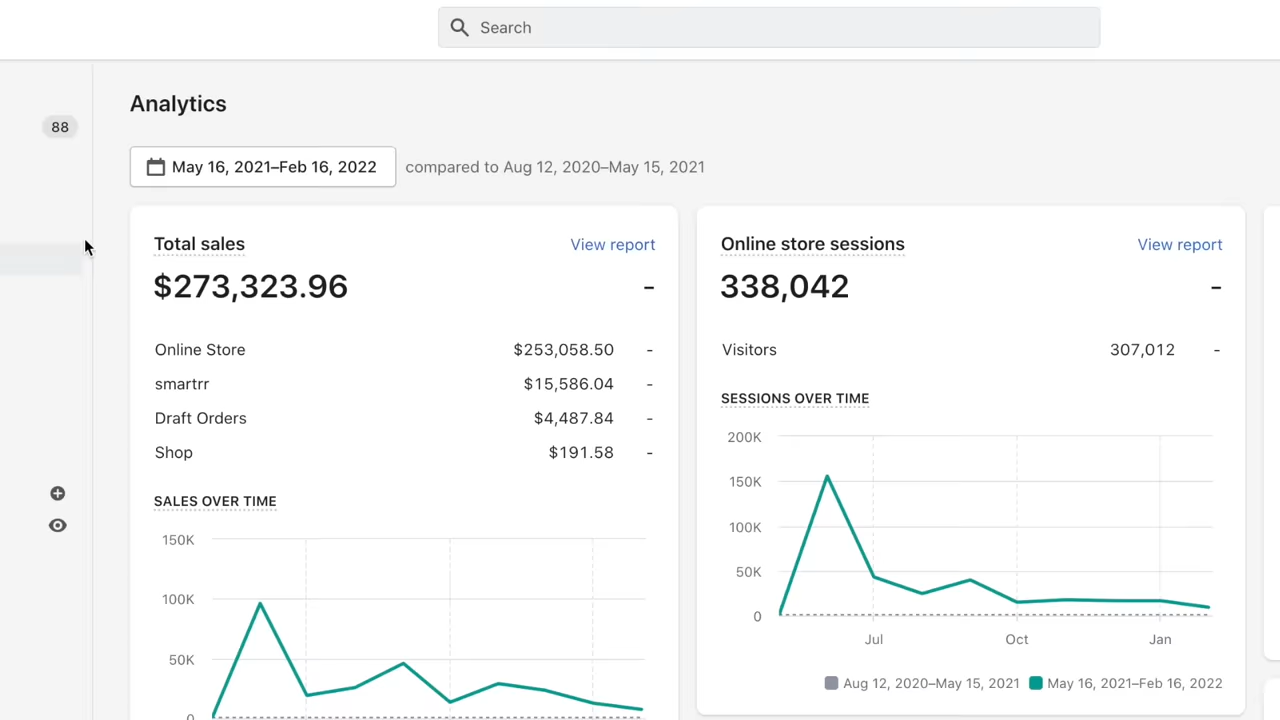 Search
Analytics
88
May 16, 2021–Feb 16, 2022 compared to Aug 12, 2020–May 15, 2021
Total sales View report
$273,323.96 -
Online Store $253,058.50 -
smartrr $15,586.04 -
Draft Orders $4,487.84 -
Shop $191.58 -
SALES OVER TIME
150K
100K
50K
0
Online store sessions View report
338,042 -
Visitors 307,012 -
SESSIONS OVER TIME
200K
150K
100K
50K
0
Jul Oct Jan
Aug 12, 2020–May 15, 2021 May 16, 2021–Feb 16, 2022